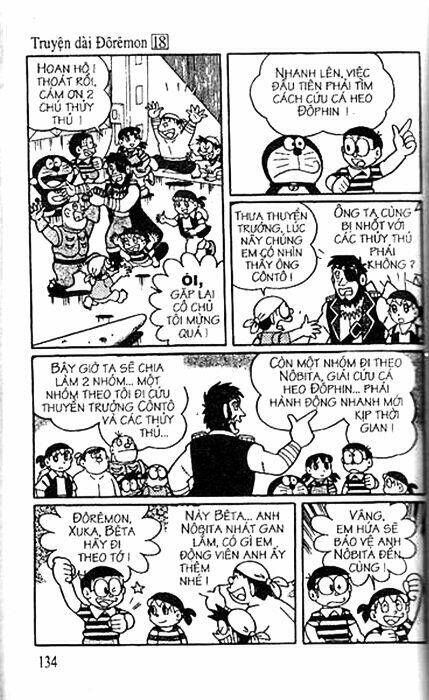 Truyện dài Đôrêmon 18
HOAN HÔ !
THOÁT RỒI,
CÁM ƠN 2
CHÚ THỦY
THỦ !
ÔI,
GẶP LẠI
CÔ CHÚ
TÔI MỪNG
QUÁ !
NHANH LÊN, VIỆC
ĐẦU TIÊN PHẢI TÌM
CÁCH CỨU CÁ HEO
ĐÔPHIN !
THƯA THUYỀN
TRƯỞNG, LÚC
NÃY CHÚNG
EM CÓ NHÌN
THẤY ÔNG
CÔNTÔ !
ÔNG TA CŨNG
BỊ NHỐT VỚI
CÁC THỦY THỦ
PHẢI
KHÔNG ?
BÂY GIỜ TA SẼ CHIA
LÀM 2 NHÓM... MỘT
NHÓM THEO TÔI ĐI CỨU
THUYỀN TRƯỞNG CÔNTÔ
VÀ CÁC THỦY
THỦ...
CÒN MỘT NHÓM ĐI THEO
NÔBITA, GIẢI CỨU CÁ
HEO ĐÔPHIN... PHẢI
HÀNH ĐỘNG NHANH MỚI
KỊP THỜI
GIAN !
ĐÔRÊMON,
XUKA, BÊTA
HÃY ĐI
THEO TỚ !
NÀY BÊTA... ANH
NÔBITA NHÁT GAN
LẮM, CÓ GÌ EM
ĐỘNG VIÊN ANH ẤY
THÊM
NHÉ !
VÂNG,
EM HỨA SẼ
BẢO VỆ ANH
NÔBITA ĐẾN
CÙNG !
134